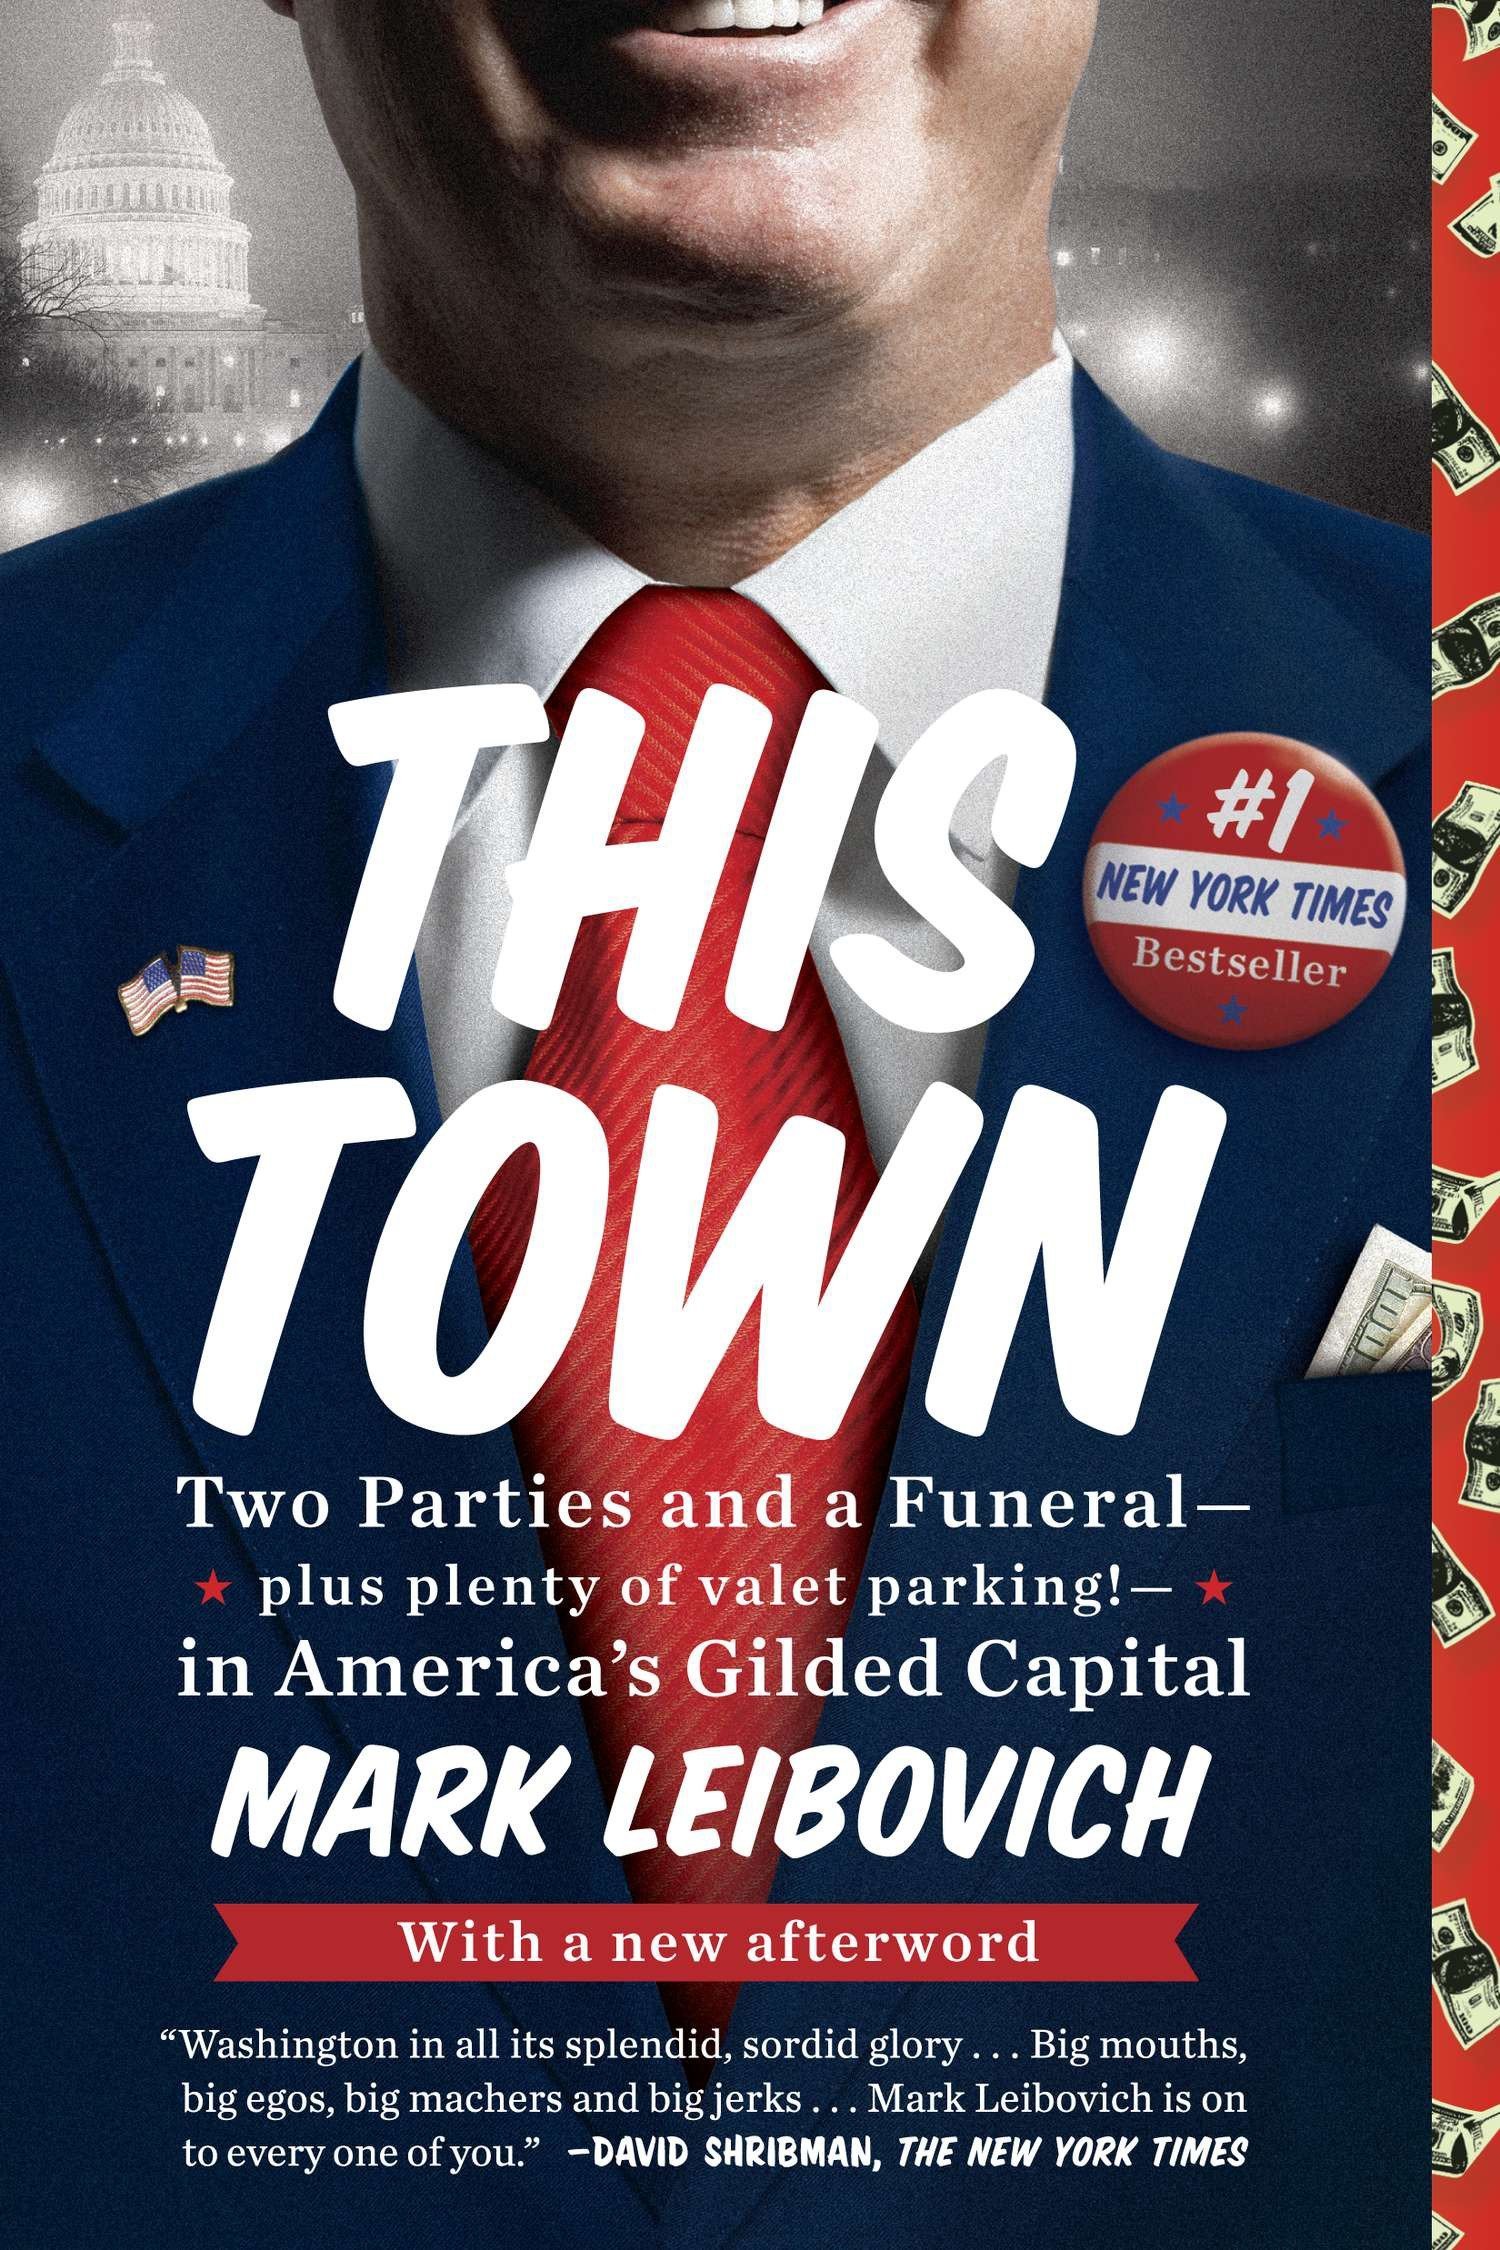 THIS
#1
NEW YORK TIMES
Bestseller
TOWN
Two Parties and a Funeral—
plus plenty of valet parking!—
in America’s Gilded Capital
MARK LEIBOVICH
With a new afterword
“Washington in all its splendid, sordid glory . . . Big mouths,
big egos, big machers and big jerks . . . Mark Leibovich is on
to every one of you.” –DAVID SHRIBMAN, THE NEW YORK TIMES